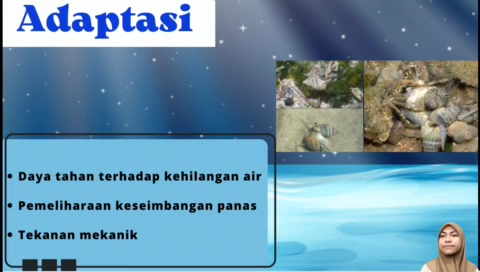 Adaptasi
• Daya tahan terhadap kehilangan air
• Pemeliharaan keseimbangan panas
• Tekanan mekanik